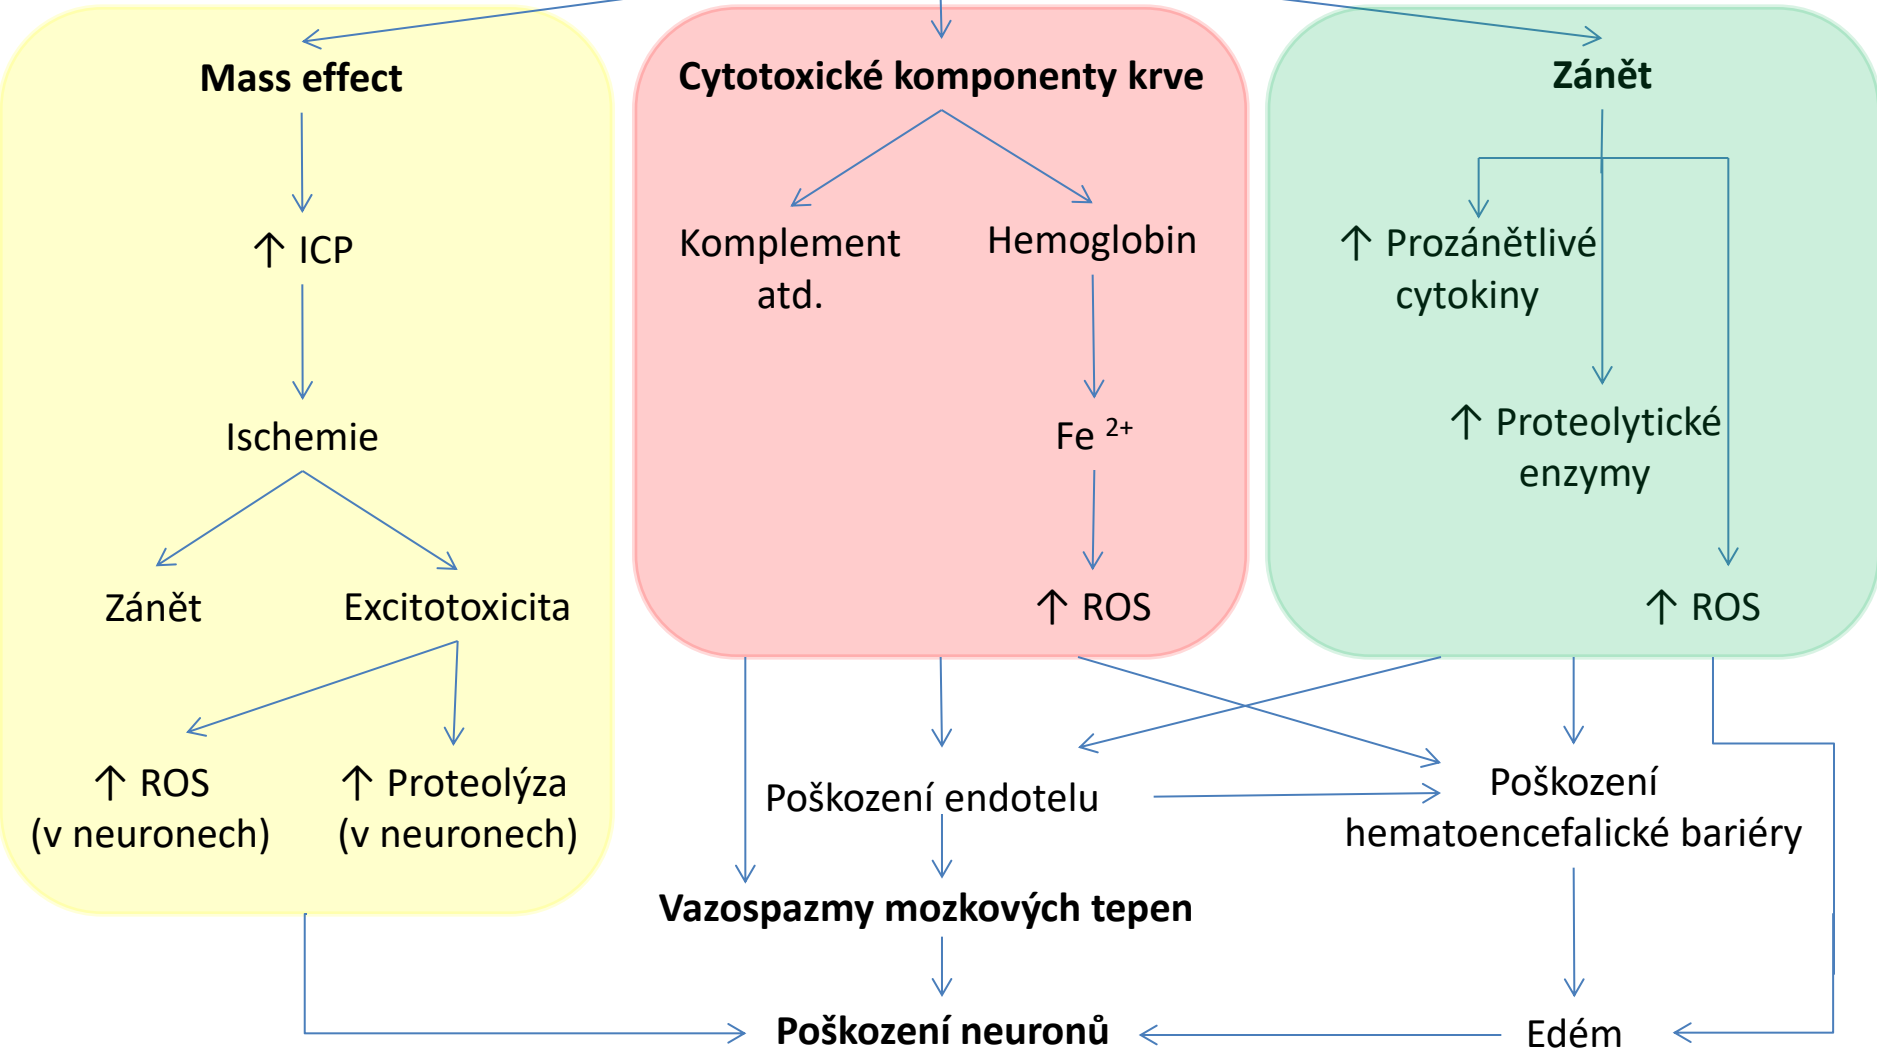 Mass effect
↑ ICP
Ischemie
Zánět
Excitotoxicita
↑ ROS
(v neuronech)
↑ Proteolýza
(v neuronech)
Cytotoxické komponenty krve
Komplement
atd.
Hemoglobin
Fe 2+
↑ ROS
Zánět
↑ Prozánětlivé
cytokiny
↑ Proteolytické
enzymy
↑ ROS
Poškození endotelu
Poškození
hematoencefalické bariéry
Vazospazmy mozkových tepen
Poškození neuronů
Edém